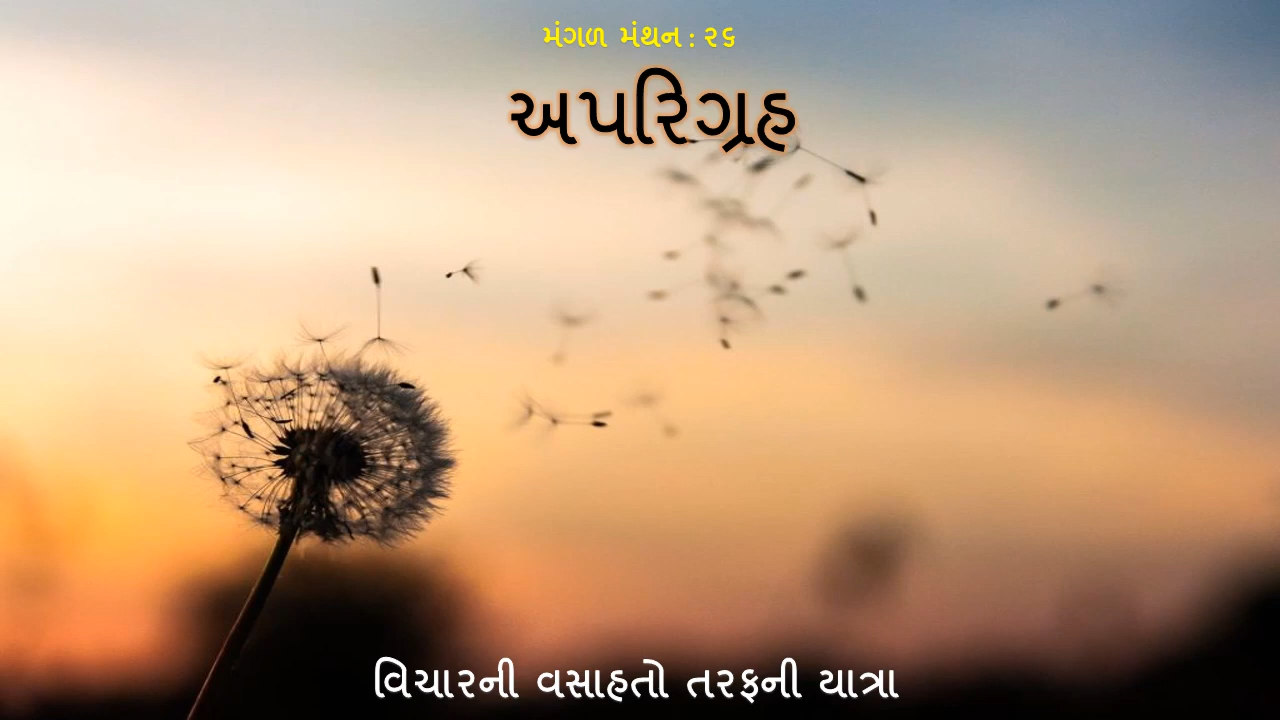 મંગળ મંથન : ૨૬
અપરિગ્રહ
વિચારની વસાહતો તરફની યાત્રા